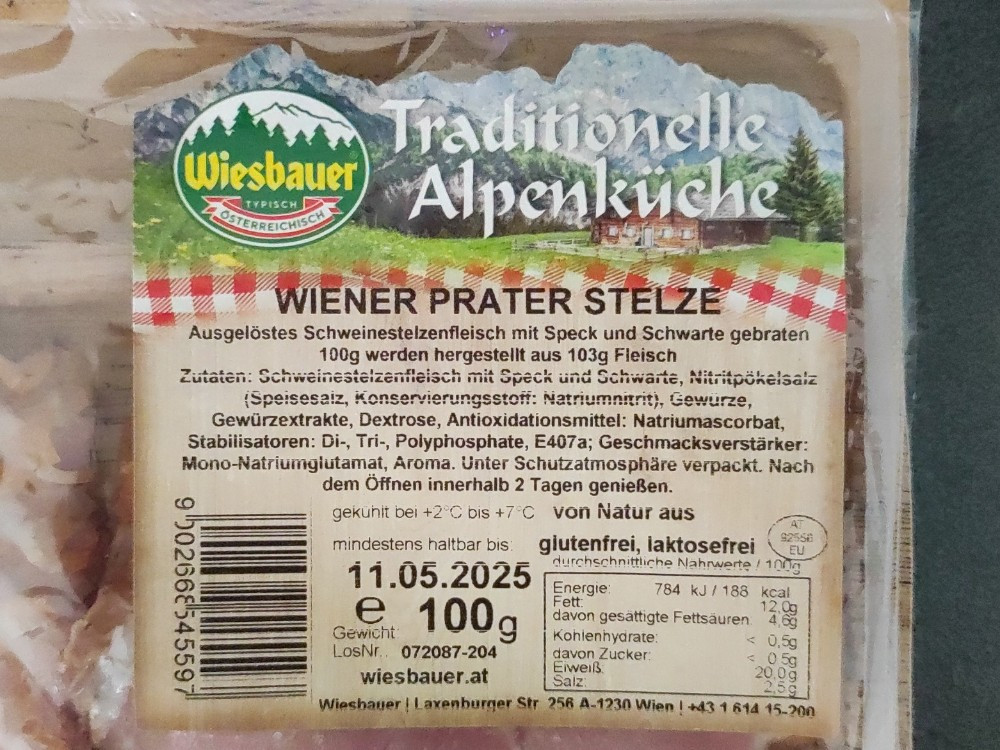 Wiesbauer
TYPISCH
ÖSTERREICHISCH
Traditionelle
Alpenküche
WIENER PRATER STELZE
Ausgelöstes Schweinestelzenfleisch mit Speck und Schwarte gebraten
100g werden hergestellt aus 103g Fleisch
Zutaten: Schweinestelzenfleisch mit Speck und Schwarte, Nitritpökelsalz
(Speisesalz, Konservierungsstoff: Natriumnitrit), Gewürze,
Gewürzextrakte, Dextrose, Antioxidationsmittel: Natriumascorbat,
Stabilisatoren: Di-, Tri-, Polyphosphate, E407a; Geschmacksverstärker:
Mono-Natriumglutamat, Aroma. Unter Schutzatmosphäre verpackt. Nach
dem Öffnen innerhalb 2 Tagen genießen.
gekühlt bei +2°C bis +7°C
von Natur aus
glutenfrei, laktosefrei
AT
EU
mindestens haltbar bis:
11.05.2025
e 100g
Gewicht
LosNr.: 072087-204
wiesbauer.at
durchschnittliche Nährwerte / 100g
Energie: 784 kJ / 188 kcal
Fett: 12,0g
davon gesättigte Fettsäuren: 4,6g
Kohlenhydrate: < 0,5g
davon Zucker: < 0,5g
Eiweiß: 20,0g
Salz: 2,5g
Wiesbauer | Laxenburger Str. 256 A-1230 Wien | +43 1 614 15-200
9002666545597